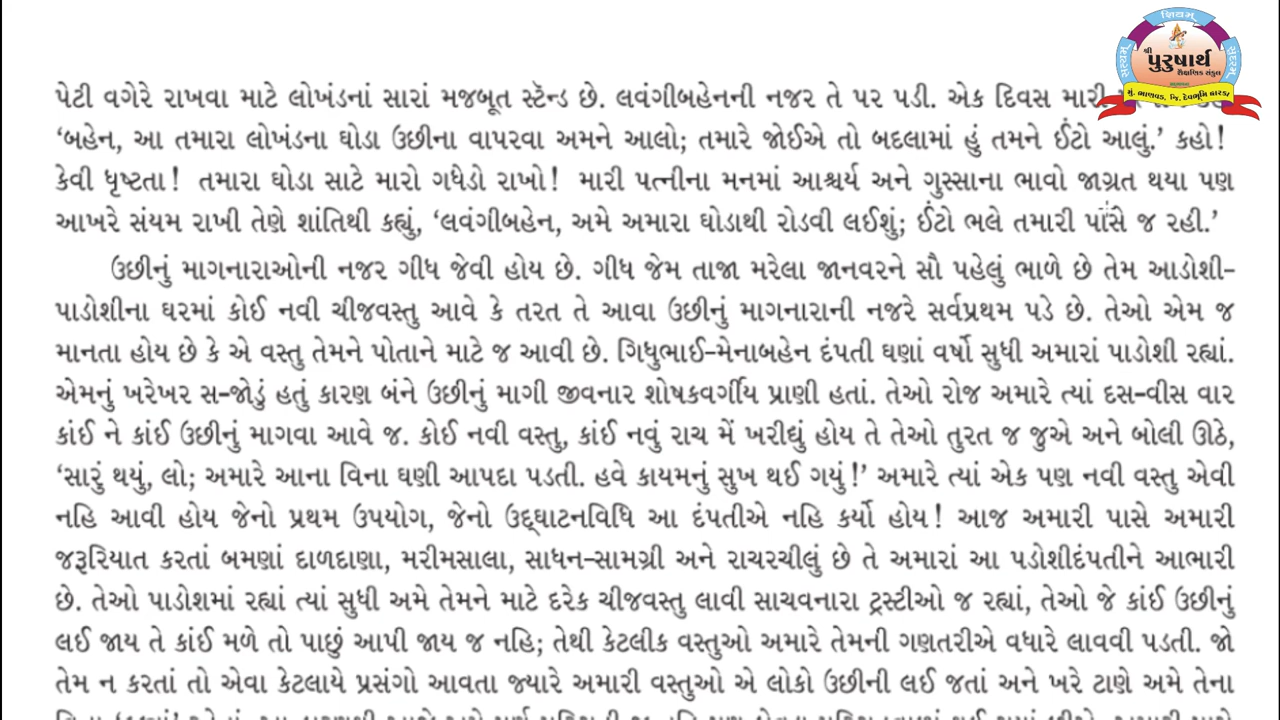 શિવમ્
સત્યમ્
સુંદરમ્
શ્રી
પુરુષાર્થ
શૈક્ષણિક સંકુલ
મું. ભાણવડ, જિ. દેવભૂમિ દ્વારકા
પેટી વગેરે રાખવા માટે લોખંડનાં સારાં મજબૂત સ્ટૅન્ડ છે. લવંગીબહેનની નજર તે પર પડી. એક દિવસ મારી
‘બહેન, આ તમારા લોખંડના ઘોડા ઉછીના વાપરવા અમને આલો; તમારે જોઈએ તો બદલામાં હું તમને ઈંટો આલું.’ કહો!
કેવી ધૃષ્ટતા! તમારા ઘોડા સાટે મારો ગધેડો રાખો! મારી પત્નીના મનમાં આશ્ચર્ય અને ગુસ્સાના ભાવો જાગ્રત થયા પણ
આખરે સંયમ રાખી તેણે શાંતિથી કહ્યું, ‘લવંગીબહેન, અમે અમારા ઘોડાથી રોડવી લઈશું; ઈંટો ભલે તમારી પાસે જ રહી.’
ઉછીનું માગનારાઓની નજર ગીધ જેવી હોય છે. ગીધ જેમ તાજા મરેલા જાનવરને સૌ પહેલું ભાળે છે તેમ આડોશી-
પાડોશીના ઘરમાં કોઈ નવી ચીજવસ્તુ આવે કે તરત તે આવા ઉછીનું માગનારાની નજરે સર્વપ્રથમ પડે છે. તેઓ એમ જ
માનતા હોય છે કે એ વસ્તુ તેમને પોતાને માટે જ આવી છે. ગિધુભાઈ-મેનાબહેન દંપતી ઘણાં વર્ષો સુધી અમારાં પાડોશી રહ્યાં.
એમનું ખરેખર સ-જોડું હતું કારણ બંને ઉછીનું માગી જીવનાર શોષકવર્ગીય પ્રાણી હતાં. તેઓ રોજ અમારે ત્યાં દસ-વીસ વાર
કાંઈ ને કાંઈ ઉછીનું માગવા આવે જ. કોઈ નવી વસ્તુ, કાંઈ નવું રાચ મેં ખરીદ્યું હોય તે તેઓ તુરત જ જુએ અને બોલી ઊઠે,
‘સારું થયું, લો; અમારે આના વિના ઘણી આપદા પડતી. હવે કાયમનું સુખ થઈ ગયું!’ અમારે ત્યાં એક પણ નવી વસ્તુ એવી
નહિ આવી હોય જેનો પ્રથમ ઉપયોગ, જેનો ઉદ્ઘાટનવિધિ આ દંપતીએ નહિ કર્યો હોય! આજ અમારી પાસે અમારી
જરૂરિયાત કરતાં બમણાં દાળદાણા, મરીમસાલા, સાધન-સામગ્રી અને રાચરચીલું છે તે અમારાં આ પડોશીદંપતીને આભારી
છે. તેઓ પાડોશમાં રહ્યાં ત્યાં સુધી અમે તેમને માટે દરેક ચીજવસ્તુ લાવી સાચવનારા ટ્રસ્ટીઓ જ રહ્યાં, તેઓ જે કાંઈ ઉછીનું
લઈ જાય તે કાંઈ મળે તો પાછું આપી જાય જ નહિ; તેથી કેટલીક વસ્તુઓ અમારે તેમની ગણતરીએ વધારે લાવવી પડતી. જો
તેમ ન કરતાં તો એવા કેટલાયે પ્રસંગો આવતા જ્યારે અમારી વસ્તુઓ એ લોકો ઉછીની લઈ જતાં અને ખરે ટાણે અમે તેના